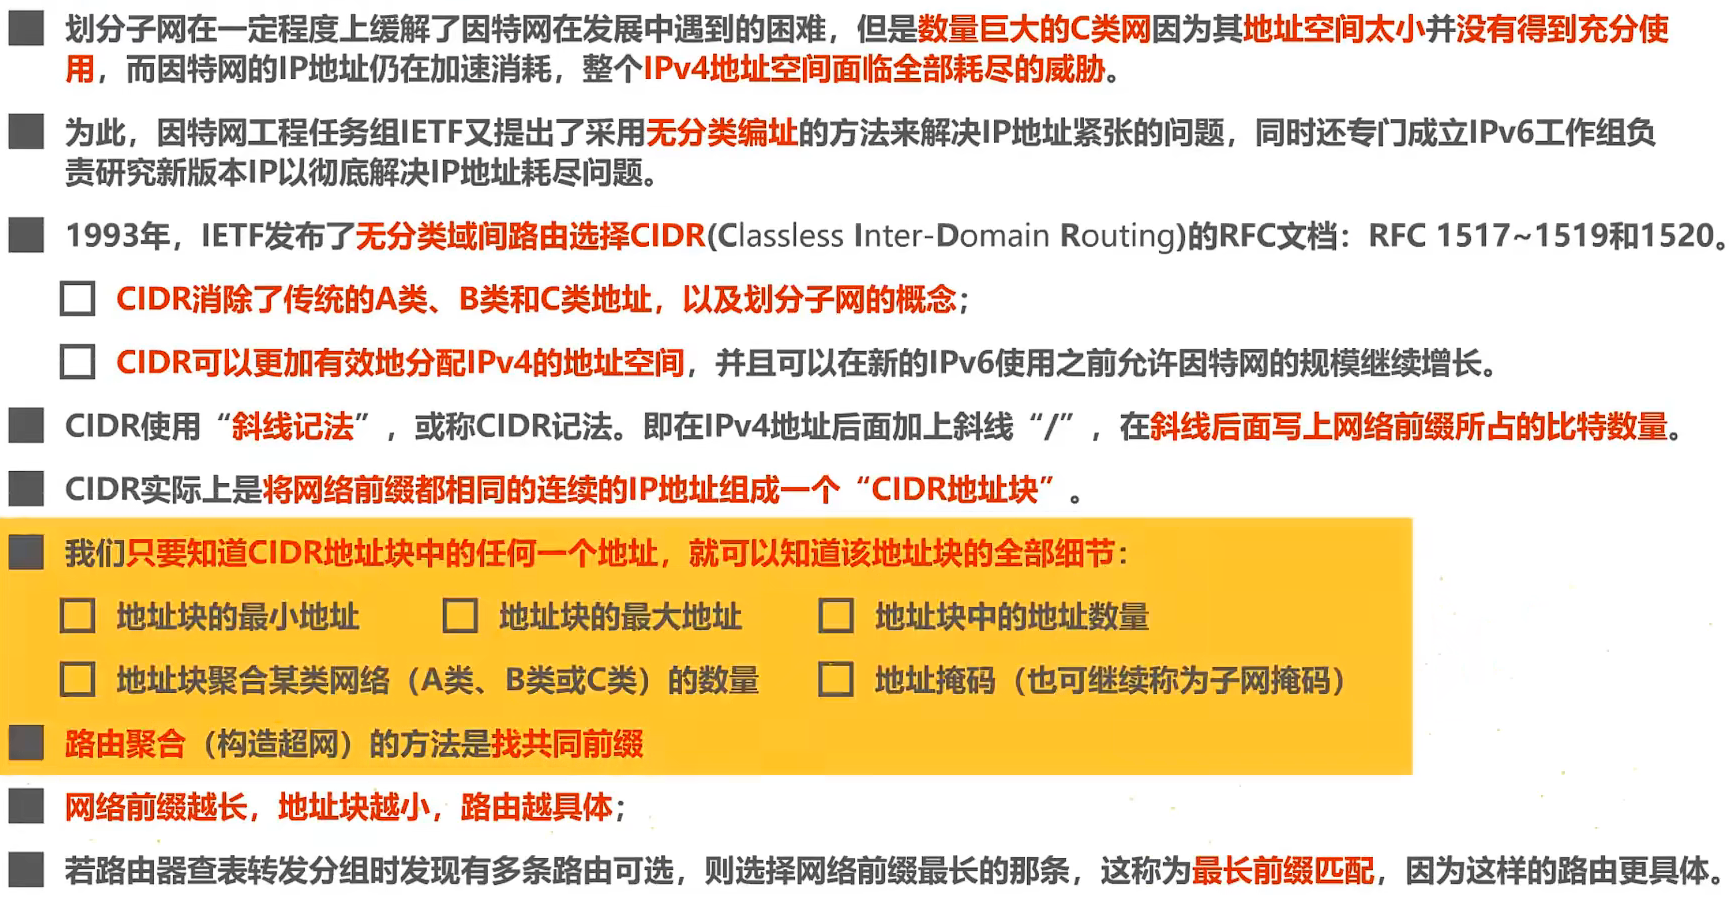 划分子网在一定程度上缓解了因特网在发展中遇到的困难，但是数量巨大的C类网因为其地址空间太小并没有得到充分使
用，而因特网的IP地址仍在加速消耗，整个IPv4地址空间面临全部耗尽的威胁。
为此，因特网工程任务组IETF又提出了采用无分类编址的方法来解决IP地址紧张的问题，同时还专门成立IPv6工作组负
责研究新版本IP以彻底解决IP地址耗尽问题。
1993年，IETF发布了无分类域间路由选择CIDR(Classless Inter-Domain Routing)的RFC文档：RFC 1517~1519和1520。
CIDR消除了传统的A类、B类和C类地址，以及划分子网的概念；
CIDR可以更加有效地分配IPv4的地址空间，并且可以在新的IPv6使用之前允许因特网的规模继续增长。
CIDR使用“斜线记法”，或称CIDR记法。即在IPv4地址后面加上斜线“/”，在斜线后面写上网络前缀所占的比特数量。
CIDR实际上是将网络前缀都相同的连续的IP地址组成一个“CIDR地址块”。
我们只要知道CIDR地址块中的任何一个地址，就可以知道该地址块的全部细节：
地址块的最小地址 地址块的最大地址 地址块中的地址数量
地址块聚合某类网络（A类、B类或C类）的数量 地址掩码（也可继续称为子网掩码）
路由聚合（构造超网）的方法是找共同前缀
网络前缀越长，地址块越小，路由越具体；
若路由器查表转发分组时发现有多条路由可选，则选择网络前缀最长的那条，这称为最长前缀匹配，因为这样的路由更具体。